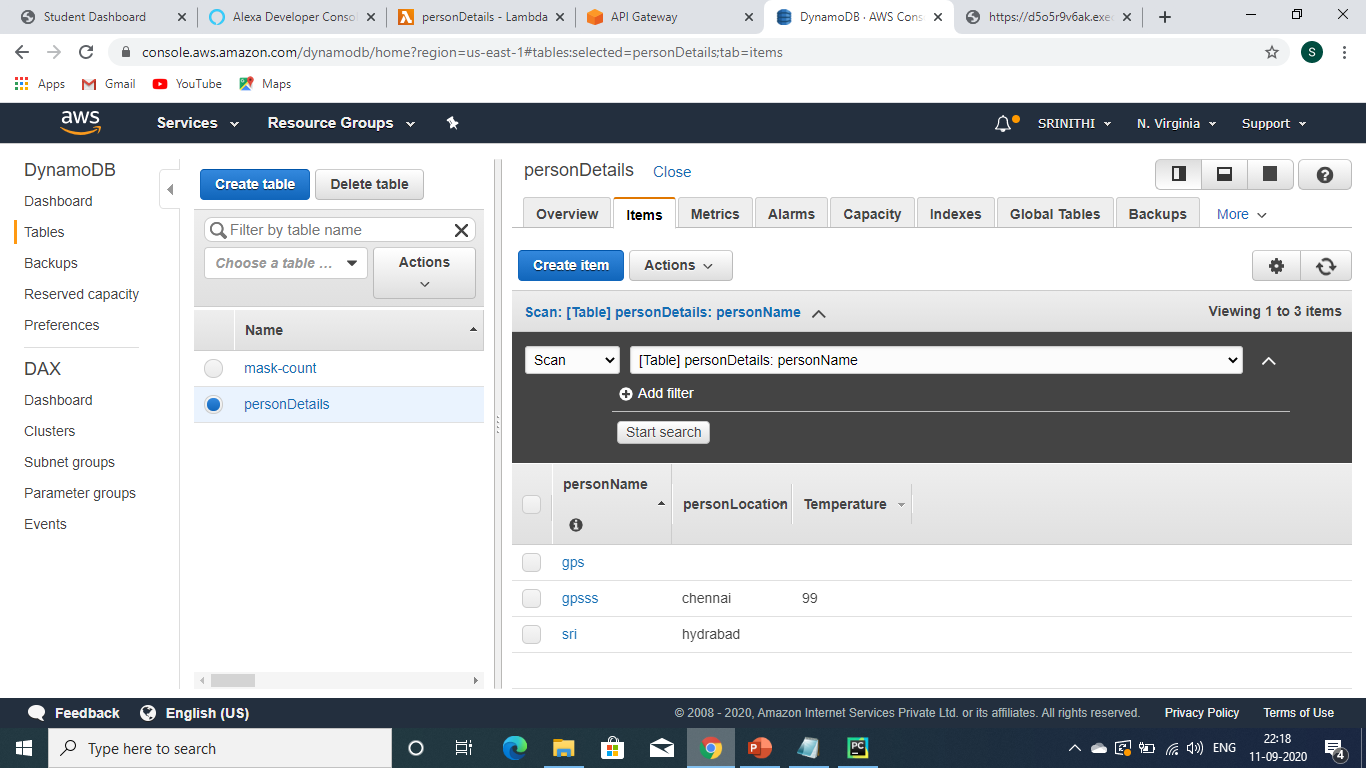 Student Dashboard
Alexa Developer Conso
personDetails - Lambda
API Gateway
DynamoDB · AWS Cons
https://d5o5r9v6ak.exec
console.aws.amazon.com/dynamodb/home?region=us-east-1#tables:selected=personDetails;tab=items
S
Apps
Gmail
YouTube
Maps
aws
Services
Resource Groups
SRINITHI
N. Virginia
Support
DynamoDB
Dashboard
Tables
Backups
Reserved capacity
Preferences
DAX
Dashboard
Clusters
Subnet groups
Parameter groups
Events
Create table
Delete table
Filter by table name
Choose a table ...
Actions
Name
mask-count
personDetails
personDetails
Close
Overview
Items
Metrics
Alarms
Capacity
Indexes
Global Tables
Backups
More
Create item
Actions
Scan: [Table] personDetails: personName
Viewing 1 to 3 items
Scan
[Table] personDetails: personName
Add filter
Start search
personName
personLocation
Temperature
gps
gpsss chennai 99
sri hydrabad
Feedback
English (US)
© 2008 - 2020, Amazon Internet Services Private Ltd. or its affiliates. All rights reserved.
Privacy Policy
Terms of Use
Type here to search
ENG
22:18
11-09-2020
4